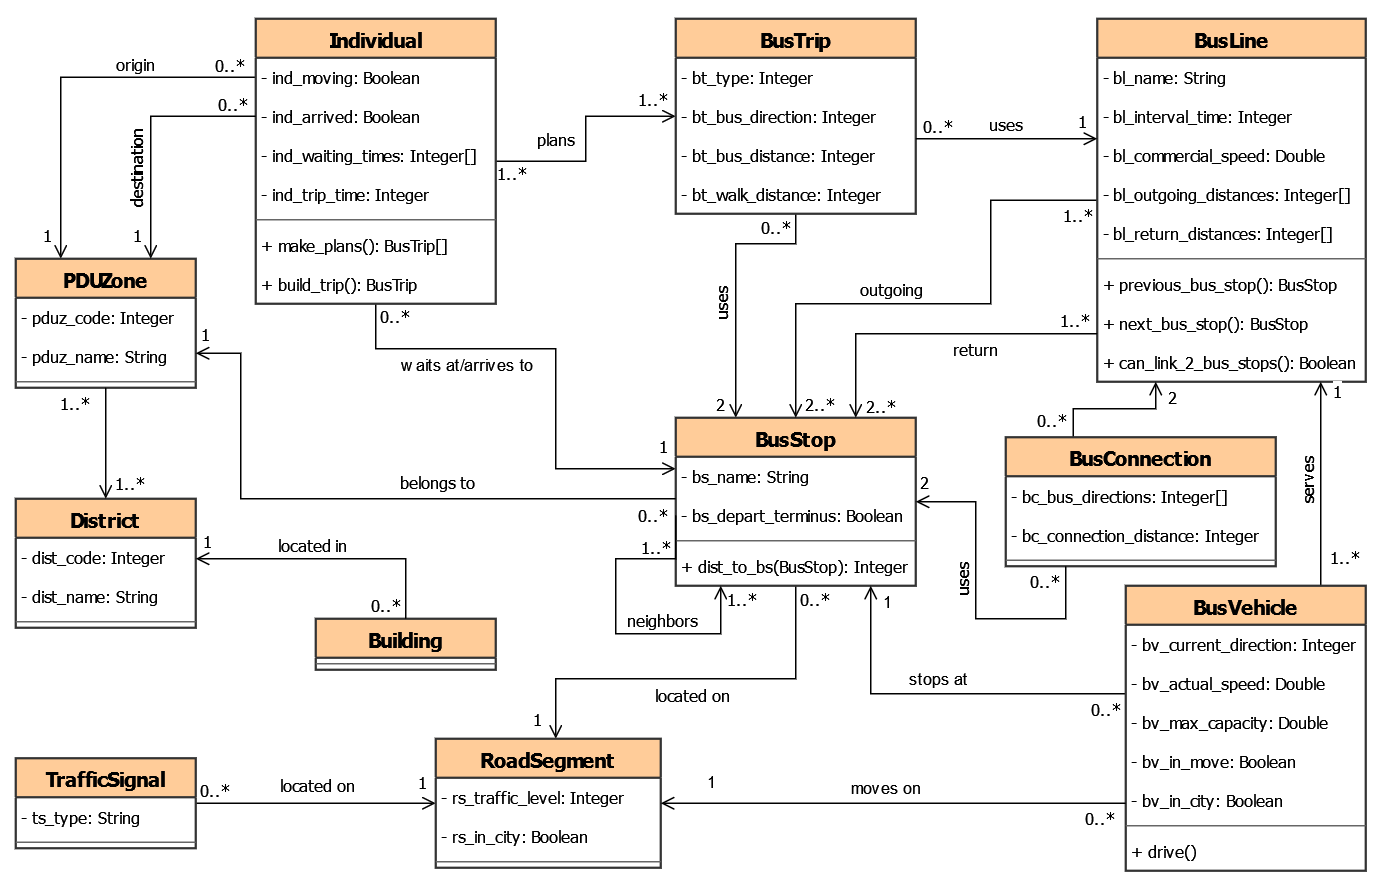 Individual
- ind_moving: Boolean
- ind_arrived: Boolean
- ind_waiting_times: Integer[]
- ind_trip_time: Integer
+ make_plans(): BusTrip[]
+ build_trip(): BusTrip
BusTrip
- bt_type: Integer
- bt_bus_direction: Integer
- bt_bus_distance: Integer
- bt_walk_distance: Integer
BusLine
- bl_name: String
- bl_interval_time: Integer
- bl_commercial_speed: Double
- bl_outgoing_distances: Integer[]
- bl_return_distances: Integer[]
+ previous_bus_stop(): BusStop
+ next_bus_stop(): BusStop
+ can_link_2_bus_stops(): Boolean
origin
0..*
1
destination
0..*
1
plans
1..*
1..*
uses
0..*
1
uses
0..*
2
outgoing
1..*
2..*
return
1..*
2..*
waits at/arrives to
0..*
1
PDUZone
- pduz_code: Integer
- pduz_name: String
1
belongs to
0..*
1..*
1..*
District
- dist_code: Integer
- dist_name: String
1
located in
0..*
Building
BusStop
- bs_name: String
- bs_depart_terminus: Boolean
+ dist_to_bs(BusStop): Integer
1..*
neighbors
1..*
BusConnection
- bc_bus_directions: Integer[]
- bc_connection_distance: Integer
0..*
2
uses
0..*
2
serves
1
1..*
BusVehicle
- bv_current_direction: Integer
- bv_actual_speed: Double
- bv_max_capacity: Double
- bv_in_move: Boolean
- bv_in_city: Boolean
+ drive()
1
stops at
0..*
0..*
located on
1
RoadSegment
- rs_traffic_level: Integer
- rs_in_city: Boolean
TrafficSignal
- ts_type: String
0..*
located on
1
1
moves on
0..*